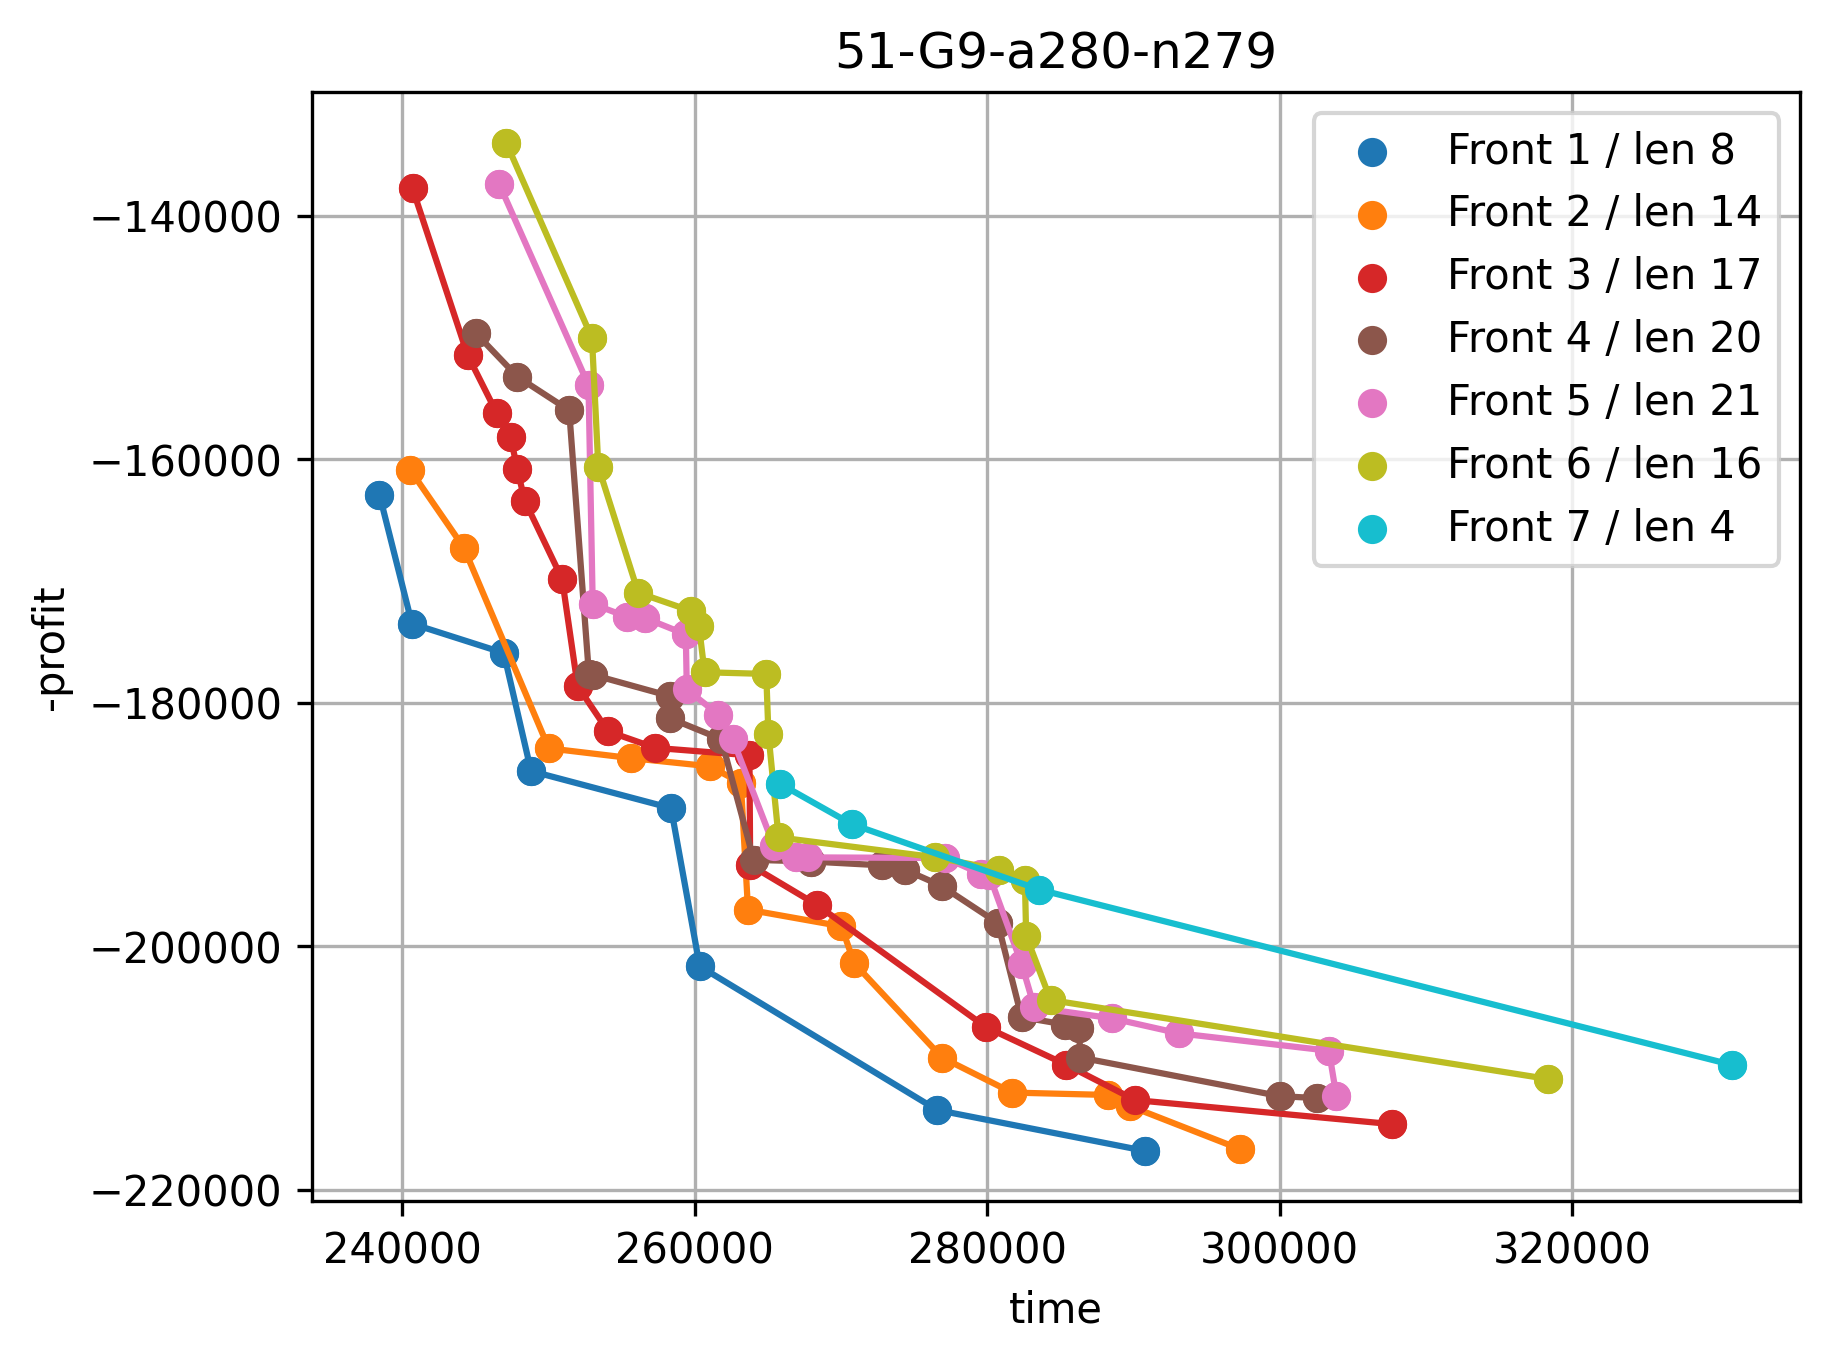 51-G9-a280-n279
Front 1 / len 8
Front 2 / len 14
Front 3 / len 17
Front 4 / len 20
Front 5 / len 21
Front 6 / len 16
Front 7 / len 4
-profit
−140000
−160000
−180000
−200000
−220000
240000 260000 280000 300000 320000
time